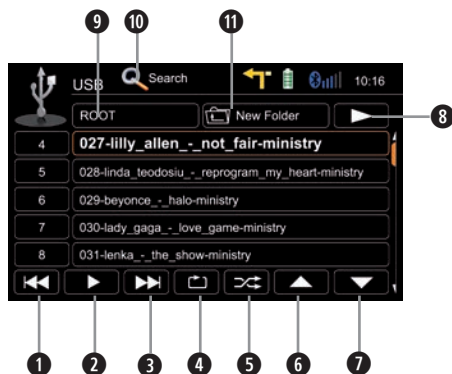 9 10 11
USB Search 10:16
ROOT New Folder
8
4 027-lilly_allen_-_not_fair-ministry
5 028-linda_teodosiu_-_reprogram_my_heart-ministry
6 029-beyonce_-_halo-ministry
7 030-lady_gaga_-_love_game-ministry
8 031-lenka_-_the_show-ministry
1 2 3 4 5 6 7